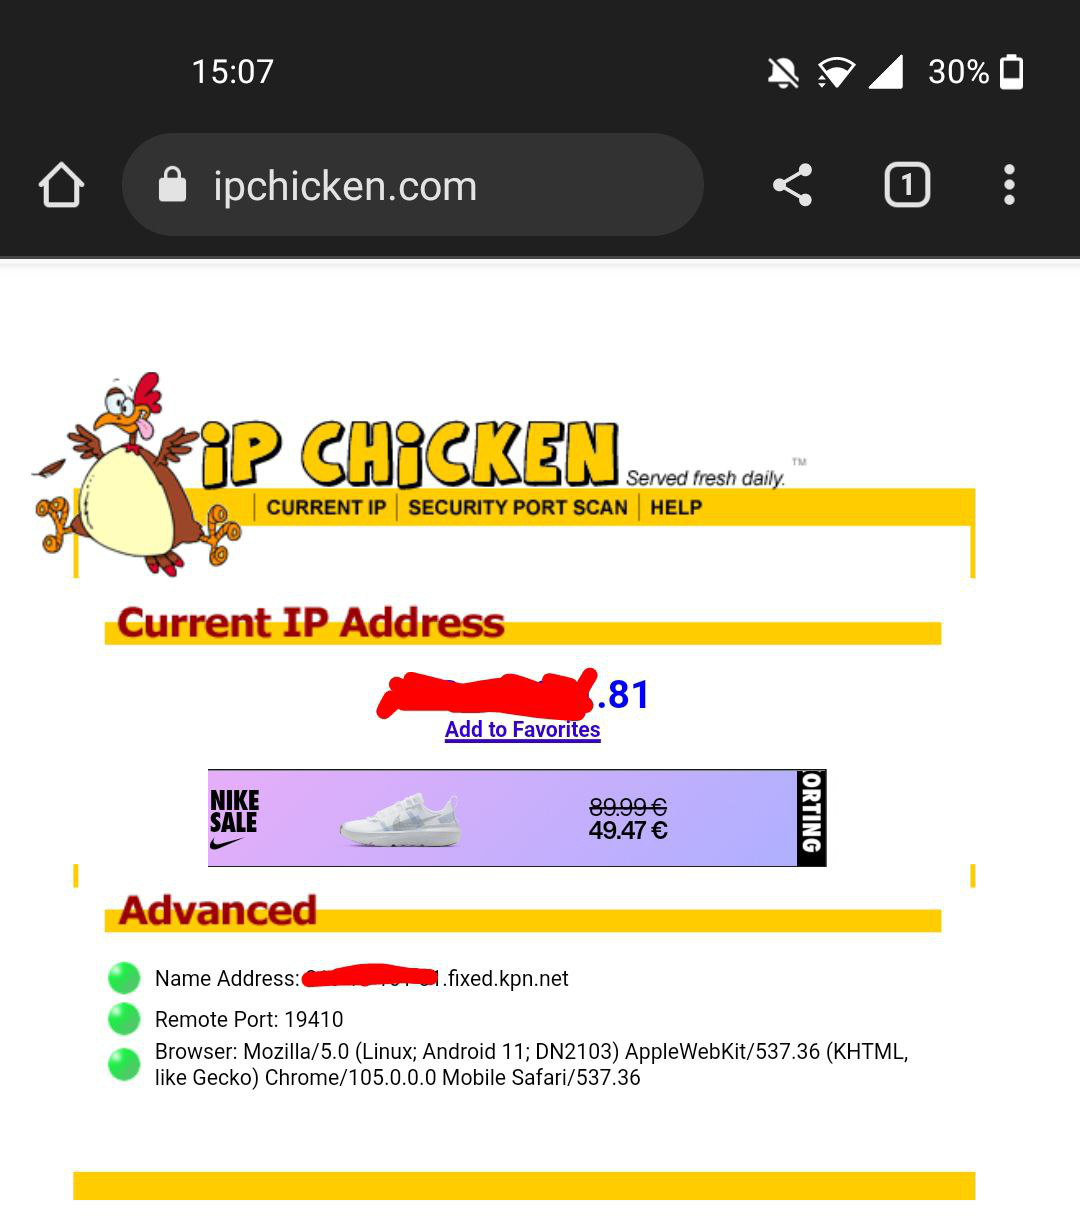 15:07
30%
ipchicken.com
1
iP CHiCKEN
Served fresh daily.
TM
CURRENT IP | SECURITY PORT SCAN | HELP
Current IP Address
.81
Add to Favorites
NIKE
SALE
89.99 €
49.47 €
ORTING
Advanced
Name Address: 1.fixed.kpn.net
Remote Port: 19410
Browser: Mozilla/5.0 (Linux; Android 11; DN2103) AppleWebKit/537.36 (KHTML,
like Gecko) Chrome/105.0.0.0 Mobile Safari/537.36